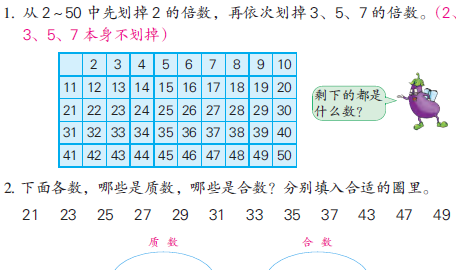 1. 从 2~50 中先划掉 2 的倍数，再依次划掉 3、5、7 的倍数。（2、
3、5、7 本身不划掉）
2 3 4 5 6 7 8 9 10
11 12 13 14 15 16 17 18 19 20
21 22 23 24 25 26 27 28 29 30
31 32 33 34 35 36 37 38 39 40
41 42 43 44 45 46 47 48 49 50
剩下的都是
什么数？
2. 下面各数，哪些是质数，哪些是合数？分别填入合适的圈里。
21 23 25 27 29 31 33 35 37 43 47 49
质 数 合 数